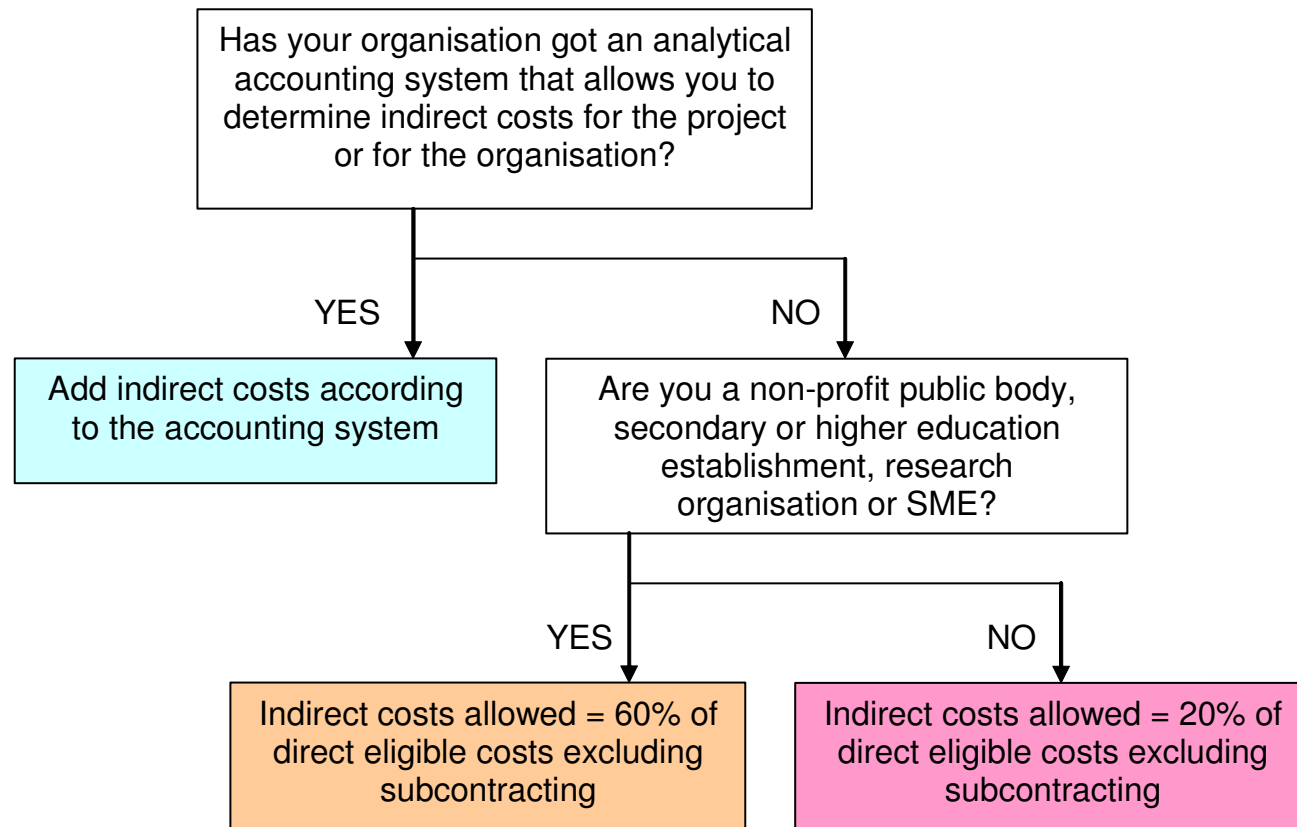 Has your organisation got an analytical
accounting system that allows you to
determine indirect costs for the project
or for the organisation?
YES
NO
Add indirect costs according
to the accounting system
Are you a non-profit public body,
secondary or higher education
establishment, research
organisation or SME?
YES
NO
Indirect costs allowed = 60% of
direct eligible costs excluding
subcontracting
Indirect costs allowed = 20% of
direct eligible costs excluding
subcontracting